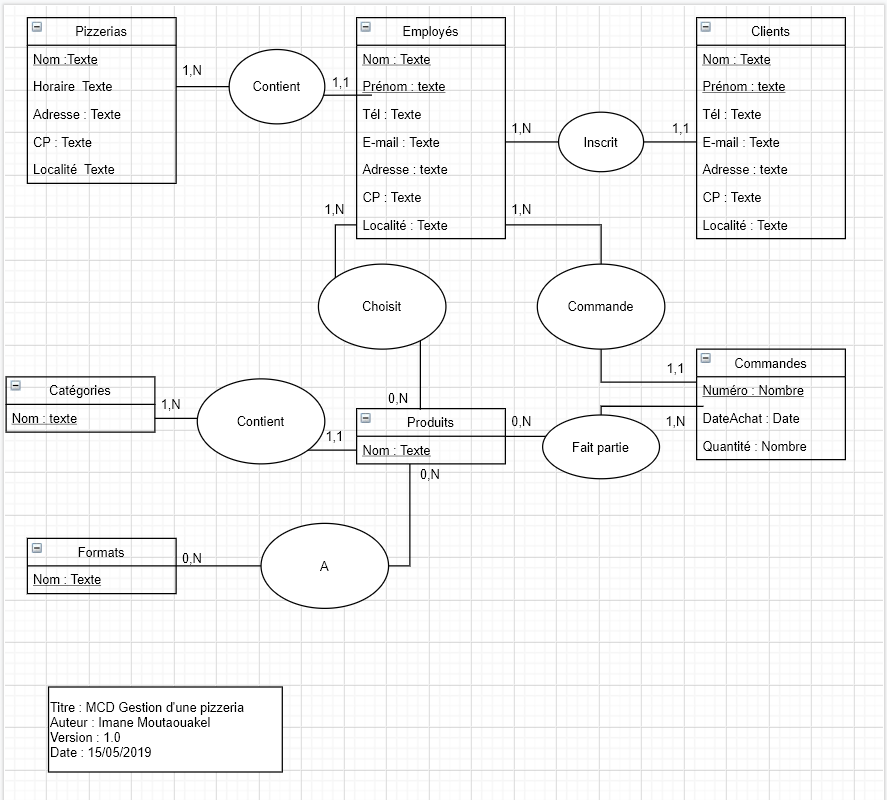 Pizzerias
Nom :Texte
Horaire Texte
Adresse : Texte
CP : Texte
Localité Texte
1,N
Contient
1,1
Employés
Nom : Texte
Prénom : texte
Tél : Texte
E-mail : Texte
Adresse : texte
CP : Texte
Localité : Texte
1,N
Inscrit
1,1
Clients
Nom : Texte
Prénom : texte
Tél : Texte
E-mail : Texte
Adresse : texte
CP : Texte
Localité : Texte
1,N
Choisit
0,N
1,N
Commande
1,1
Commandes
Numéro : Nombre
DateAchat : Date
Quantité : Nombre
Catégories
Nom : texte
1,N
Contient
1,1
Produits
Nom : Texte
0,N
Fait partie
1,N
0,N
Formats
Nom : Texte
0,N
A
Titre : MCD Gestion d'une pizzeria
Auteur : Imane Moutaouakel
Version : 1.0
Date : 15/05/2019